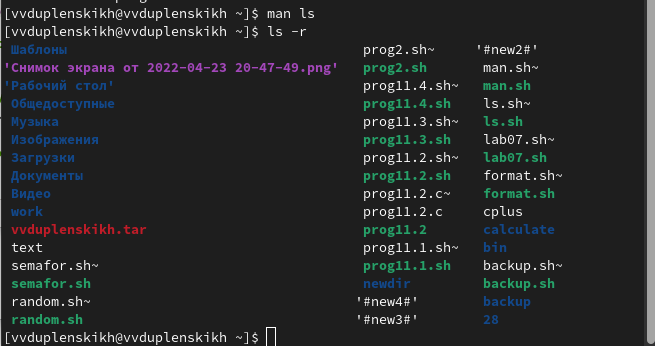 [vvduplenskikh@vvduplenskikh ~]$ man ls
[vvduplenskikh@vvduplenskikh ~]$ ls -r
Шаблоны prog2.sh~ '#new2#'
'Снимок экрана от 2022-04-23 20-47-49.png' prog2.sh man.sh~
'Рабочий стол' prog11.4.sh~ man.sh
Общедоступные prog11.4.sh ls.sh~
Музыка prog11.3.sh~ ls.sh
Изображения prog11.3.sh lab07.sh~
Загрузки prog11.2.sh~ lab07.sh
Документы prog11.2.sh format.sh~
Видео prog11.2.c~ format.sh
work prog11.2.c cplus
vvduplenskikh.tar prog11.2 calculate
text prog11.1.sh~ bin
semafor.sh~ prog11.1.sh backup.sh~
semafor.sh newdir backup.sh
random.sh~ '#new4#' backup
random.sh '#new3#' 28
[vvduplenskikh@vvduplenskikh ~]$